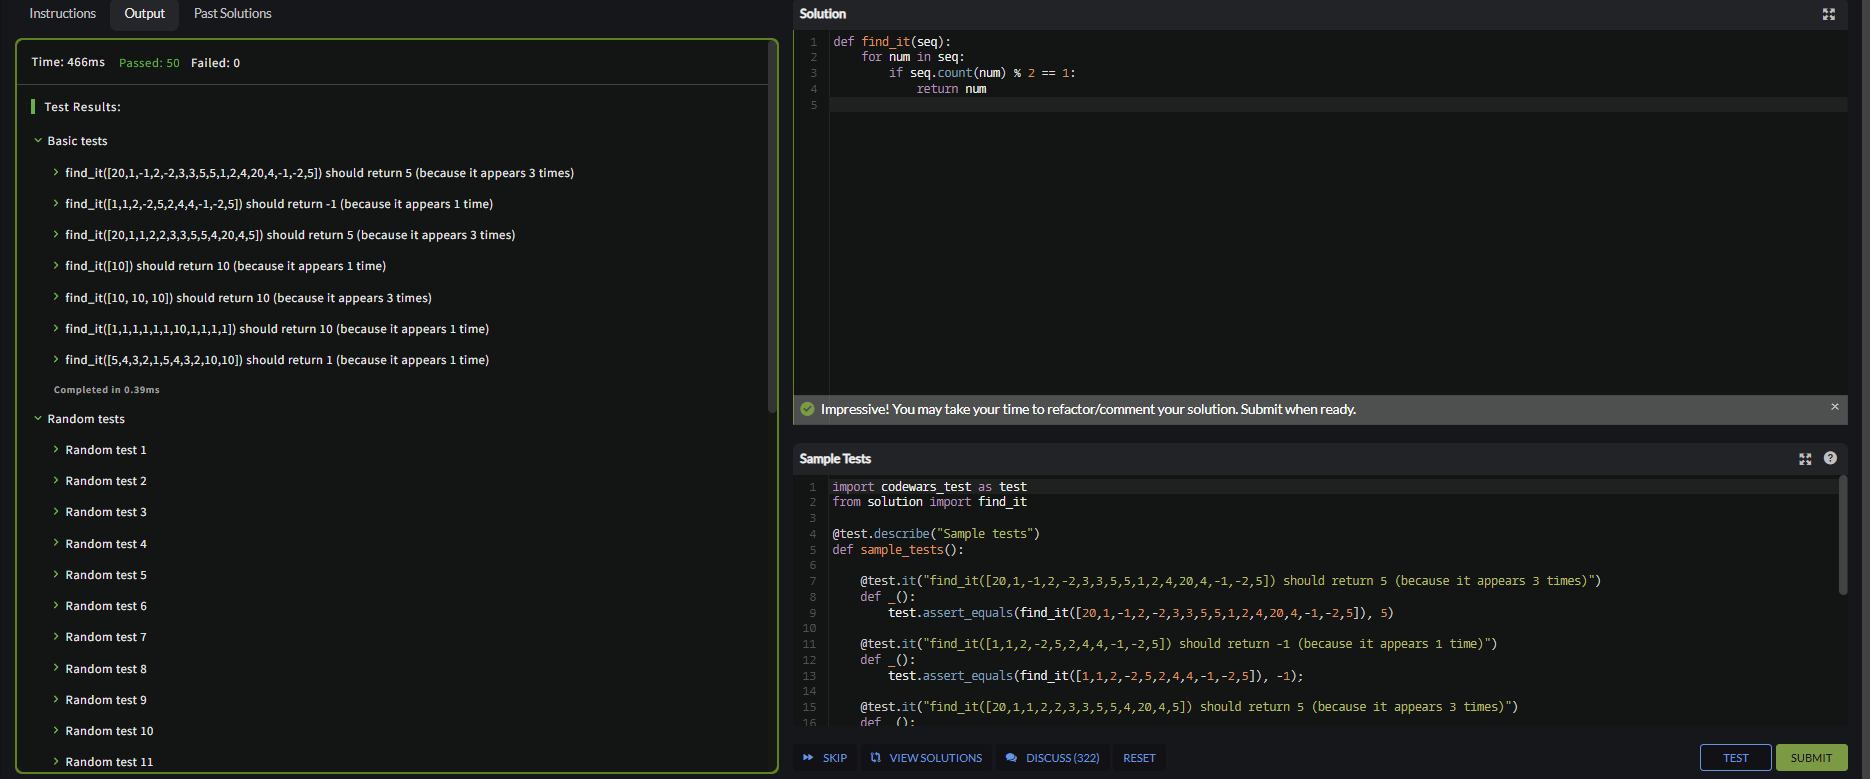 Instructions Output Past Solutions
Time: 466ms Passed: 50 Failed: 0
Test Results:
Basic tests
find_it([20,1,-1,2,-2,3,3,5,5,1,2,4,20,4,-1,-2,5]) should return 5 (because it appears 3 times)
find_it([1,1,2,-2,5,2,4,4,-1,-2,5]) should return -1 (because it appears 1 time)
find_it([20,1,1,2,2,3,3,5,5,4,20,4,5]) should return 5 (because it appears 3 times)
find_it([10]) should return 10 (because it appears 1 time)
find_it([10, 10, 10]) should return 10 (because it appears 3 times)
find_it([1,1,1,1,1,1,10,1,1,1,1]) should return 10 (because it appears 1 time)
find_it([5,4,3,2,1,5,4,3,2,10,10]) should return 1 (because it appears 1 time)
Completed in 0.39ms
Random tests
Random test 1
Random test 2
Random test 3
Random test 4
Random test 5
Random test 6
Random test 7
Random test 8
Random test 9
Random test 10
Random test 11
Solution
1 def find_it(seq):
2     for num in seq:
3         if seq.count(num) % 2 == 1:
4             return num
5
Impressive! You may take your time to refactor/comment your solution. Submit when ready. ×
Sample Tests ?
1 import codewars_test as test
2 from solution import find_it
3
4 @test.describe("Sample tests")
5 def sample_tests():
6
7     @test.it("find_it([20,1,-1,2,-2,3,3,5,5,1,2,4,20,4,-1,-2,5]) should return 5 (because it appears 3 times)")
8     def _():
9         test.assert_equals(find_it([20,1,-1,2,-2,3,3,5,5,1,2,4,20,4,-1,-2,5]), 5)
10
11     @test.it("find_it([1,1,2,-2,5,2,4,4,-1,-2,5]) should return -1 (because it appears 1 time)")
12     def _():
13         test.assert_equals(find_it([1,1,2,-2,5,2,4,4,-1,-2,5]), -1);
14
15     @test.it("find_it([20,1,1,2,2,3,3,5,5,4,20,4,5]) should return 5 (because it appears 3 times)")
16     def _():
SKIP VIEW SOLUTIONS DISCUSS (322) RESET TEST SUBMIT